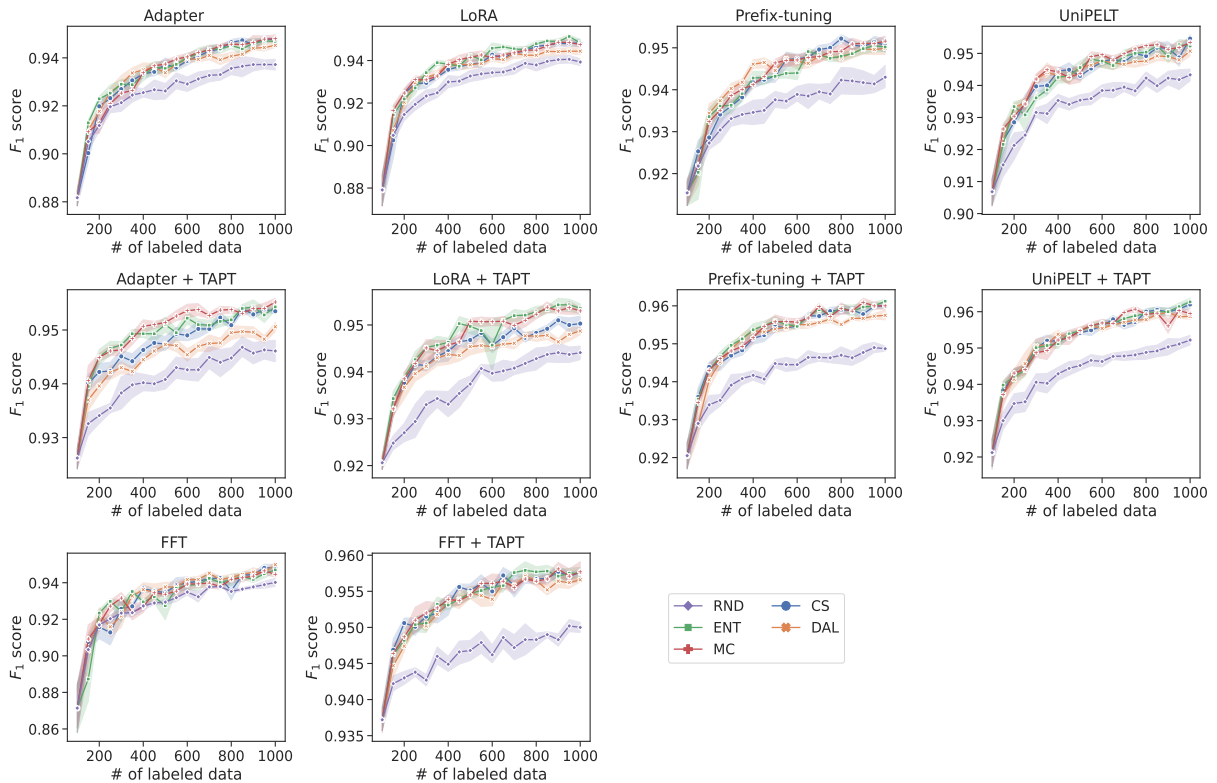 Adapter
LoRA
Prefix-tuning
UniPELT
0.94
0.92
0.90
0.88
F1 score
200 400 600 800 1000
# of labeled data
0.94
0.92
0.90
0.88
F1 score
200 400 600 800 1000
# of labeled data
0.95
0.94
0.93
0.92
F1 score
200 400 600 800 1000
# of labeled data
0.95
0.94
0.93
0.92
0.91
0.90
F1 score
200 400 600 800 1000
# of labeled data
Adapter + TAPT
LoRA + TAPT
Prefix-tuning + TAPT
UniPELT + TAPT
0.95
0.94
0.93
F1 score
200 400 600 800 1000
# of labeled data
0.95
0.94
0.93
0.92
F1 score
200 400 600 800 1000
# of labeled data
0.96
0.95
0.94
0.93
0.92
F1 score
200 400 600 800 1000
# of labeled data
0.96
0.95
0.94
0.93
0.92
F1 score
200 400 600 800 1000
# of labeled data
FFT
FFT + TAPT
0.94
0.92
0.90
0.88
0.86
F1 score
200 400 600 800 1000
# of labeled data
0.960
0.955
0.950
0.945
0.940
0.935
F1 score
200 400 600 800 1000
# of labeled data
RND
ENT
MC
CS
DAL